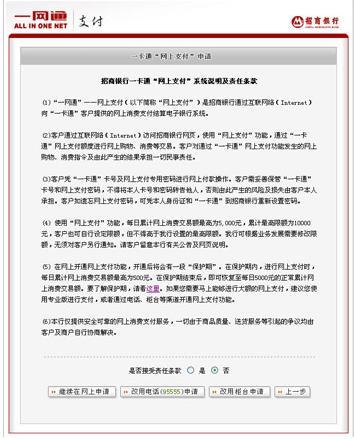 一网通 支付
ALL IN ONE NET
招商银行
一卡通“网上支付”申请
招商银行一卡通“网上支付”系统说明及责任条款
(1)“一网通”——网上支付(以下简称“网上支付”)是招商银行通过互联网络(Internet)
向“一卡通”客户提供的网上消费支付结算电子银行系统。
(2)客户通过互联网络(Internet)访问招商银行网页,使用“网上支付”功能,通过“一卡
通”网上支付额度进行网上购物、消费等交易。客户对通过“一卡通”网上支付功能发生的网上
购物、消费指令及由此产生的结果承担一切民事责任。
(3)客户凭“一卡通”卡号及网上支付专用密码进行网上付款操作。客户需妥善保管“一卡通”
卡号和网上支付密码,不得将本人卡号和密码转告他人,否则由此产生的风险及损失由客户本人
承担。客户如遗忘网上支付密码,可凭本人身份证和“一卡通”到招商银行重新设置密码。
(4)使用“网上支付”功能,每日累计网上消费交易额最高为5,000元,累计最高限额为10000
元,客户也可自行设定限额,但不得高于我行设置的最高限额。我行可根据业务发展需要修改限
额,无须对客户另行通知。请客户留意本行有关公告及网页说明。
(5)在网上开通网上支付功能,开通后将会有一段“保护期”。在保护期内,进行网上支付时,
每日累计网上消费交易额最高为500元。在保护期结束后,即可恢复至每日5000元的正常累计网
上消费交易额。要了解保护期,请看这里。如果您需要马上能够进行大额的网上支付,建议您使
用专业版进行支付,或者通过电话、柜台等渠道开通网上支付功能。
(6)本行仅提供安全可靠的网上消费支付服务,一切由于商品质量、送货服务等引起的争议均由
客户及商户自行协商解决。
是否接受责任条款 是 否
继续在网上申请 改用电话(95555)申请 改用柜台申请 上一步